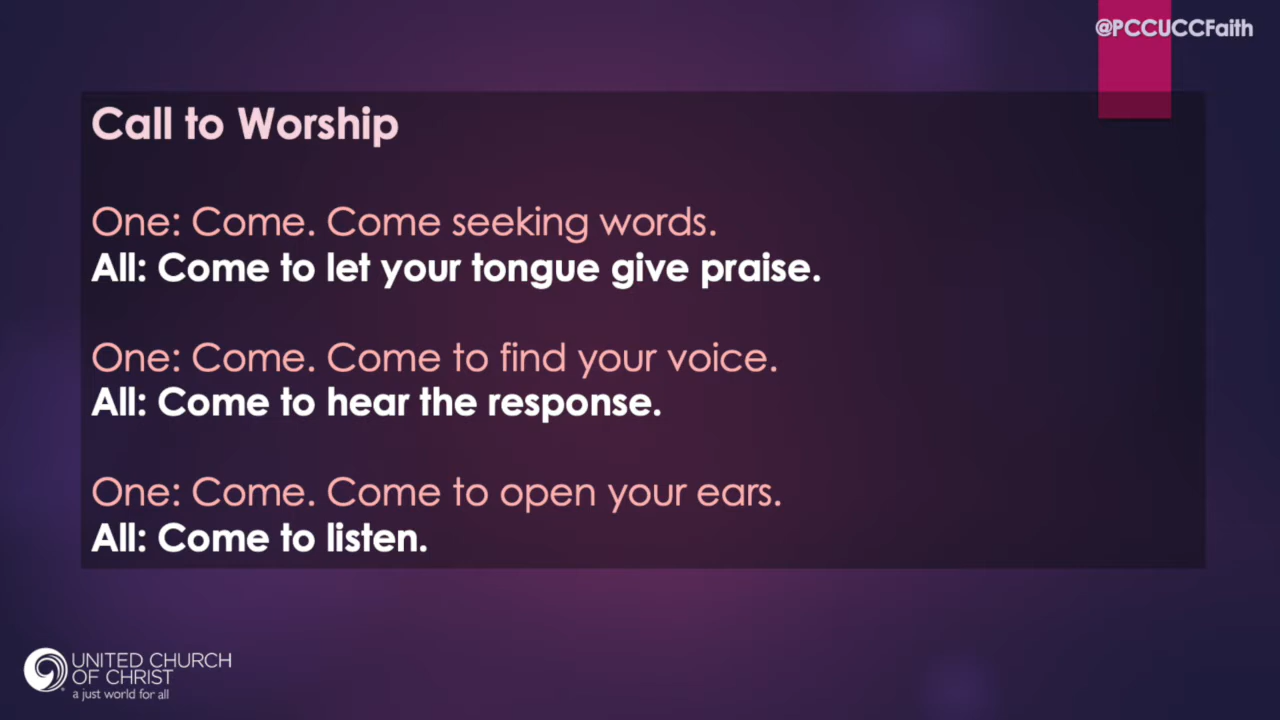 @PCCUCCFaith
Call to Worship
One: Come. Come seeking words.
All: Come to let your tongue give praise.
One: Come. Come to find your voice.
All: Come to hear the response.
One: Come. Come to open your ears.
All: Come to listen.
UNITED CHURCH
OF CHRIST
a just world for all